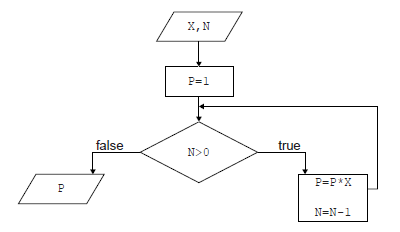 X,N
P=1
N>0
false
true
P
P=P*X
N=N-1